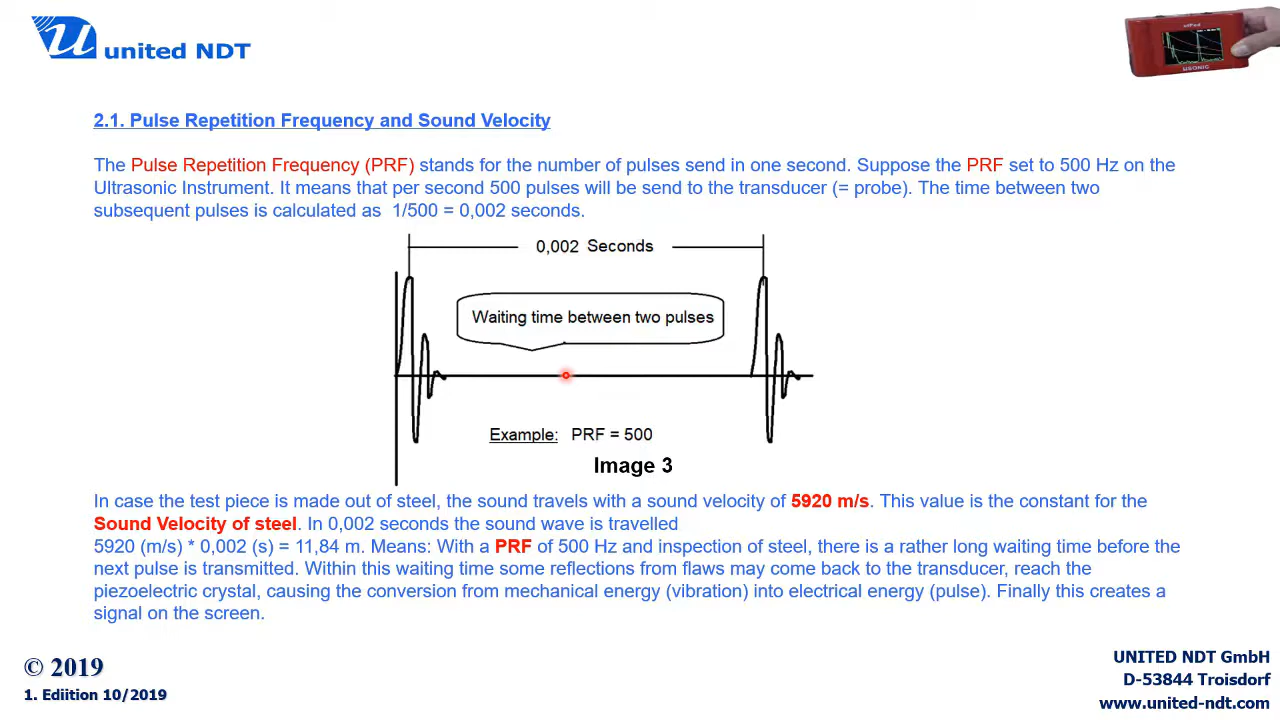 united NDT
ufPad
USONIC
2.1. Pulse Repetition Frequency and Sound Velocity
The Pulse Repetition Frequency (PRF) stands for the number of pulses send in one second. Suppose the PRF set to 500 Hz on the
Ultrasonic Instrument. It means that per second 500 pulses will be send to the transducer (= probe). The time between two
subsequent pulses is calculated as 1/500 = 0,002 seconds.
0,002 Seconds
Waiting time between two pulses
Example: PRF = 500
Image 3
In case the test piece is made out of steel, the sound travels with a sound velocity of 5920 m/s. This value is the constant for the
Sound Velocity of steel. In 0,002 seconds the sound wave is travelled
5920 (m/s) * 0,002 (s) = 11,84 m. Means: With a PRF of 500 Hz and inspection of steel, there is a rather long waiting time before the
next pulse is transmitted. Within this waiting time some reflections from flaws may come back to the transducer, reach the
piezoelectric crystal, causing the conversion from mechanical energy (vibration) into electrical energy (pulse). Finally this creates a
signal on the screen.
© 2019
1. Ediition 10/2019
UNITED NDT GmbH
D-53844 Troisdorf
www.united-ndt.com